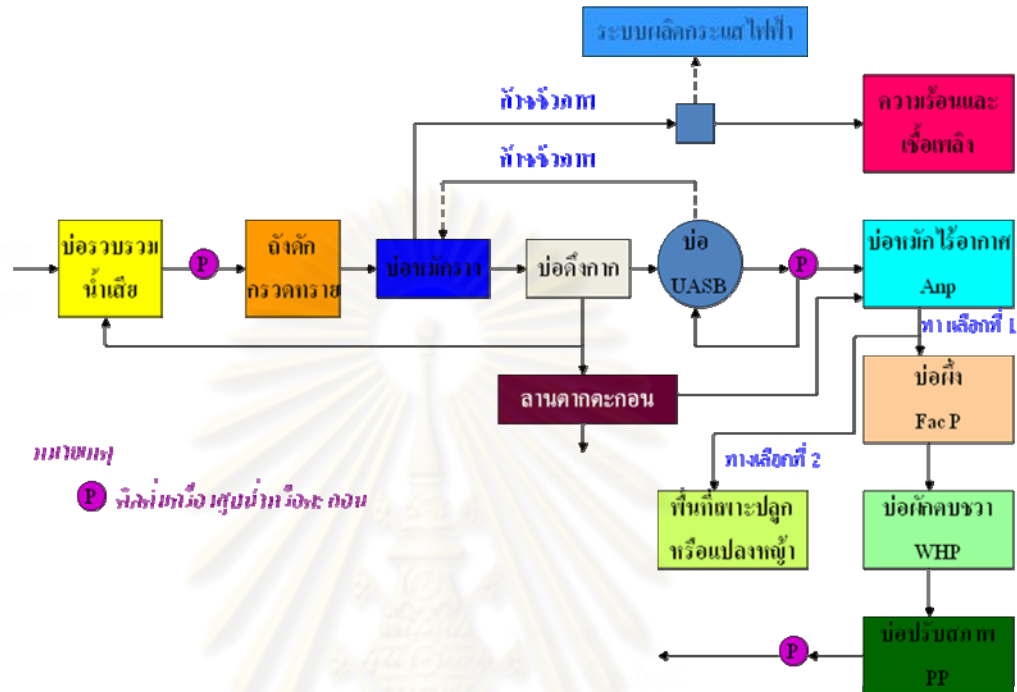 ระบบผลิตกระแสไฟฟ้า
ก๊าซชีวภาพ
ความร้อนและ
เชื้อเพลิง
ก๊าซชีวภาพ
บ่อรวบรวม
น้ำเสีย
P
ถังดัก
กรวดทราย
บ่อหมักราง
บ่อดึงกาก
บ่อ
UASB
P
บ่อหมักไร้อากาศ
Anp
ทางเลือกที่ 1
บ่อผึ่ง
Fac P
ลานตากตะกอน
ทางเลือกที่ 2
หมายเหตุ
P
พื้นที่เพาะปลูก
หรือแปลงหญ้า
บ่อผักตบชวา
WHP
บ่อปรับสภาพ
PP
P